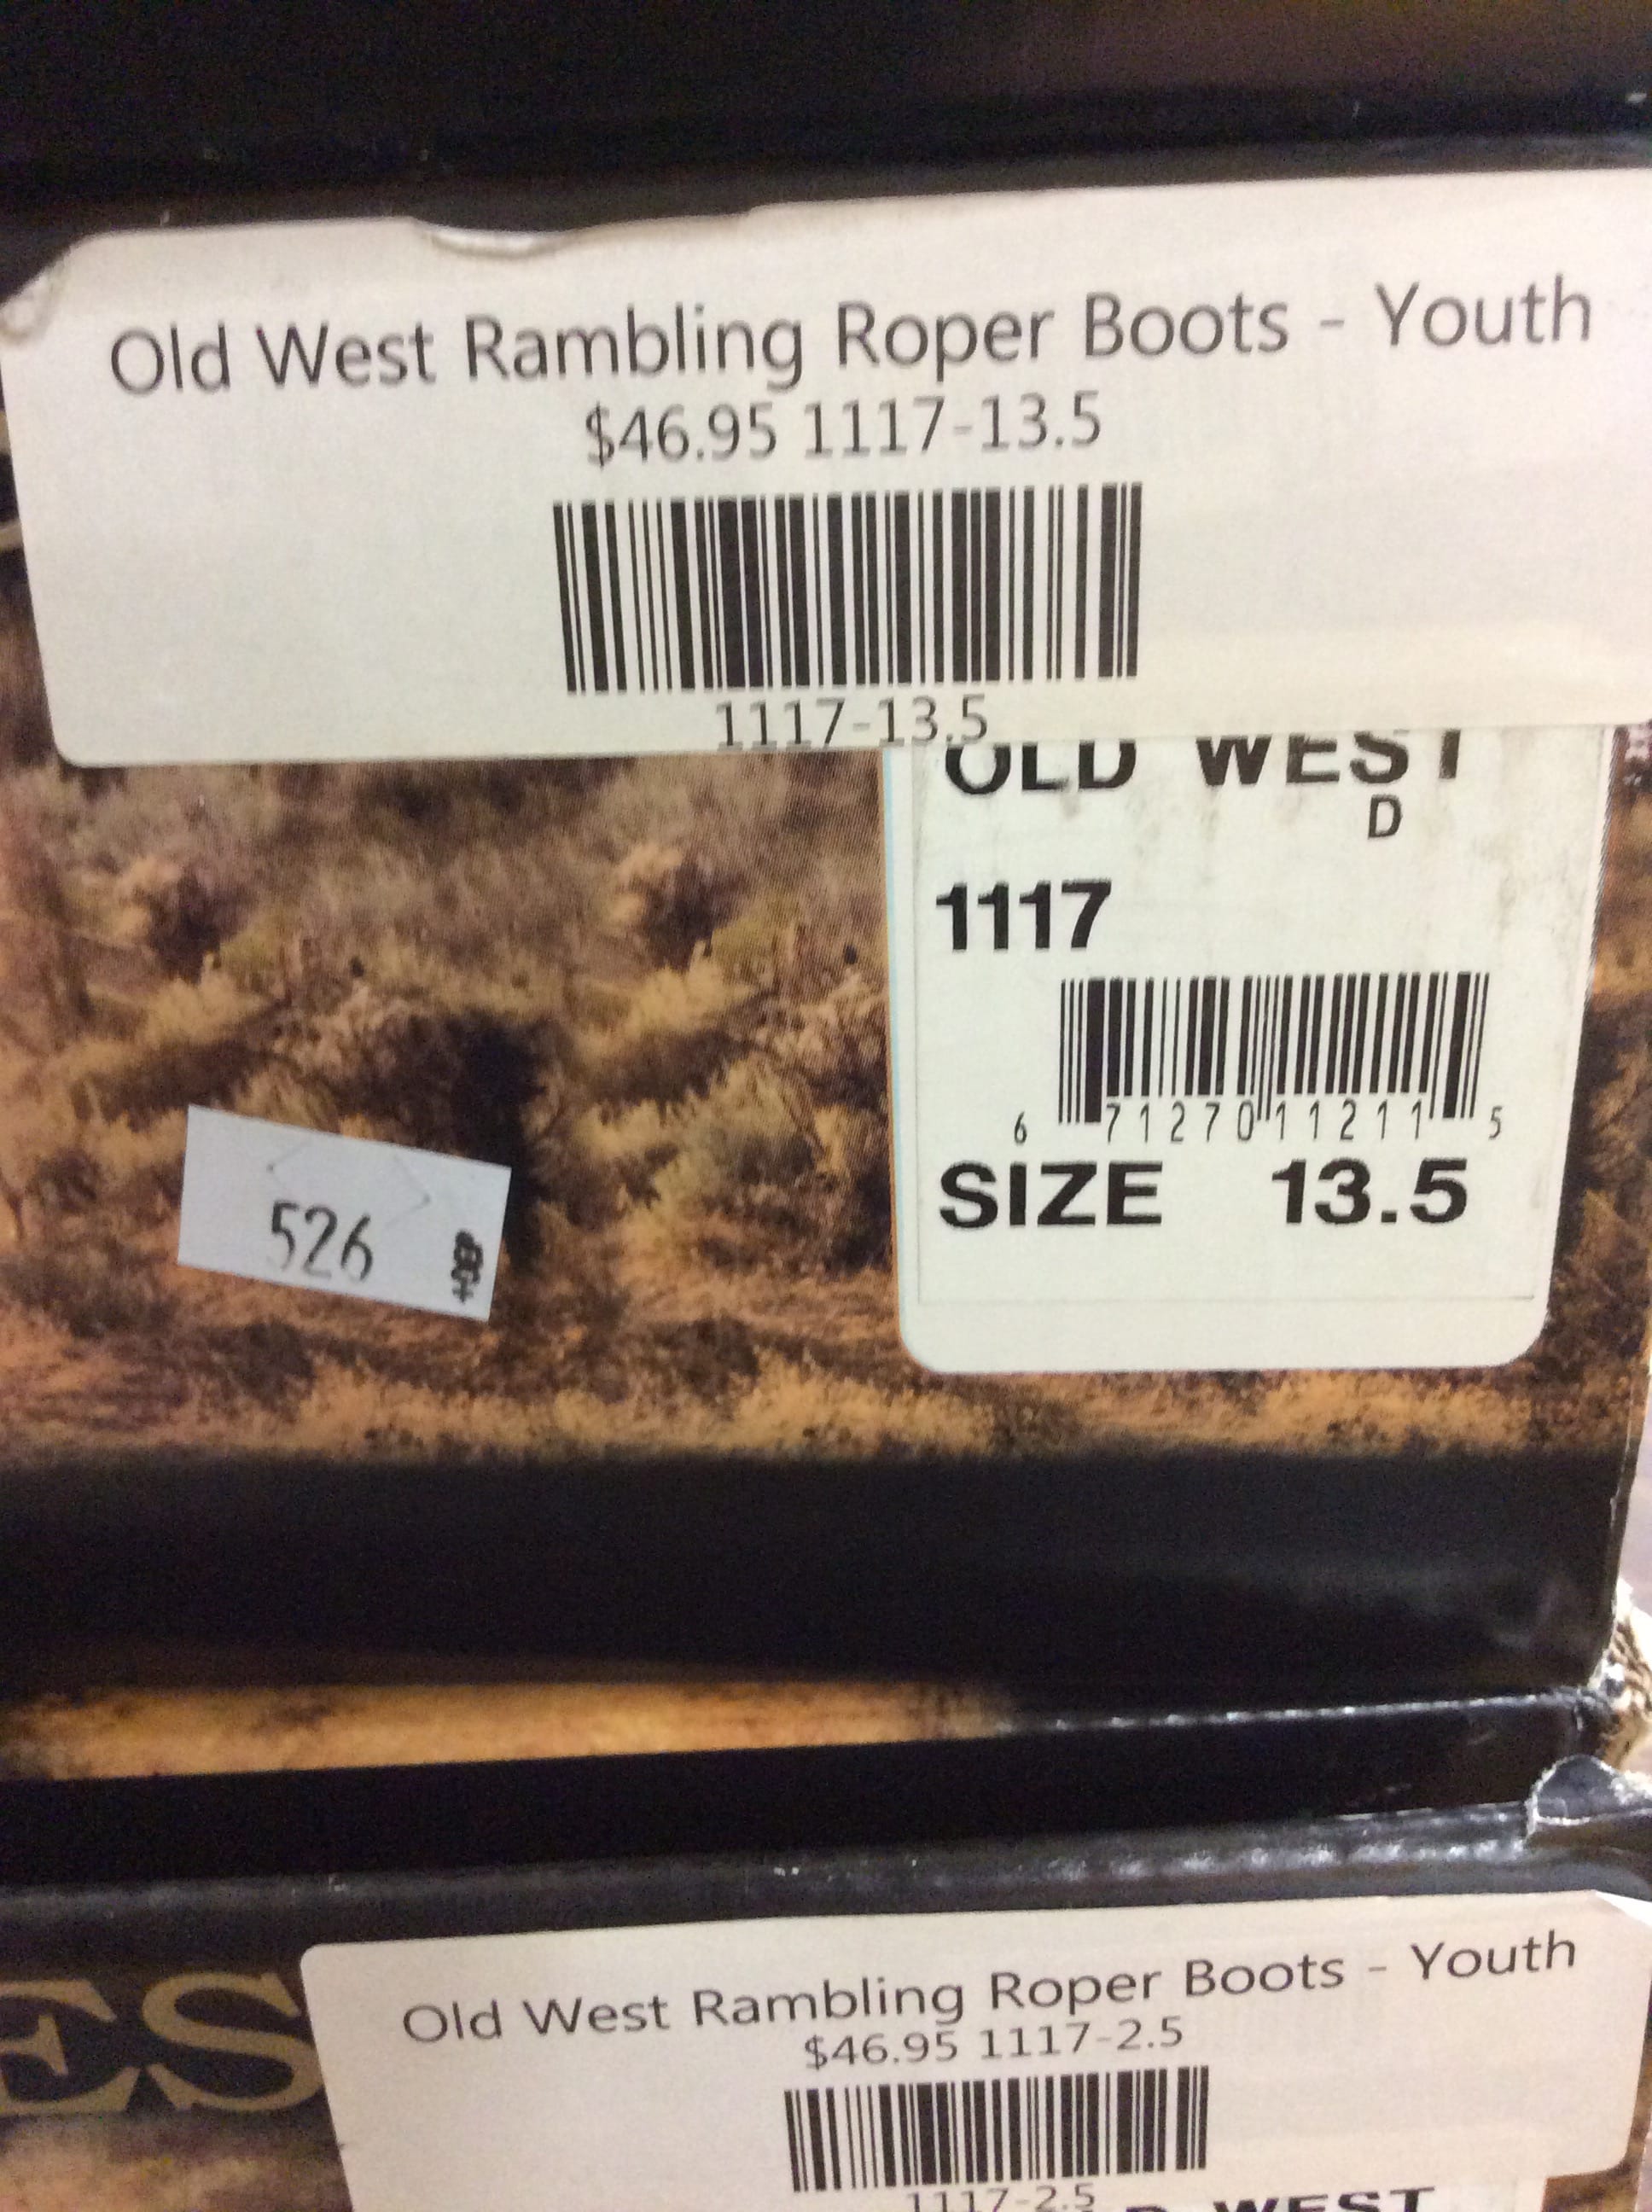 Old West Rambling Roper Boots - Youth
$46.95 1117-13.5
1117-13.5
OLD WEST
D
1117
6 71270 11211 5
SIZE 13.5
526
ES
Old West Rambling Roper Boots - Youth
$46.95 1117-2.5
1117-2.5
WEST